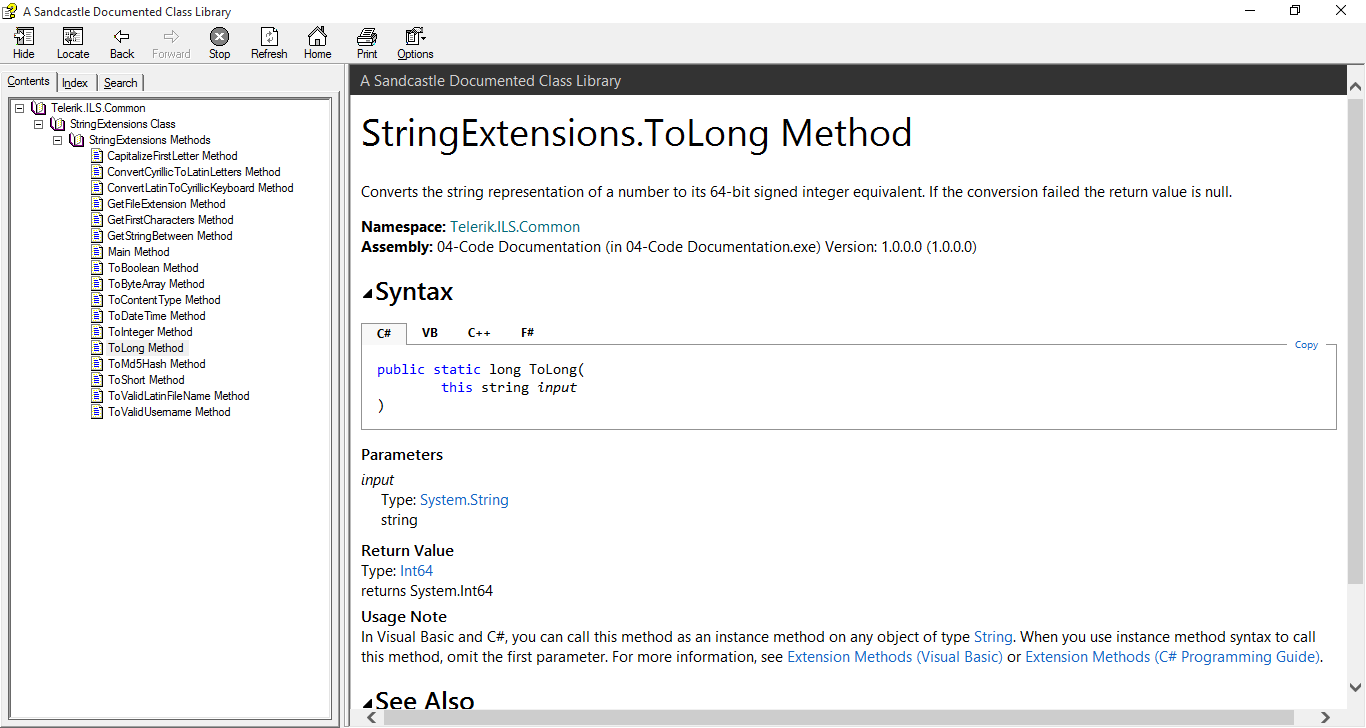 A Sandcastle Documented Class Library
Hide Locate Back Forward Stop Refresh Home Print Options
Contents Index Search
Telerik.ILS.Common
StringExtensions Class
StringExtensions Methods
CapitalizeFirstLetter Method
ConvertCyrillicToLatinLetters Method
ConvertLatinToCyrillicKeyboard Method
GetFileExtension Method
GetFirstCharacters Method
GetStringBetween Method
Main Method
ToBoolean Method
ToByteArray Method
ToContentType Method
ToDateTime Method
ToInteger Method
ToLong Method
ToMd5Hash Method
ToShort Method
ToValidLatinFileName Method
ToValidUsername Method
A Sandcastle Documented Class Library
StringExtensions.ToLong Method
Converts the string representation of a number to its 64-bit signed integer equivalent. If the conversion failed the return value is null.
Namespace: Telerik.ILS.Common
Assembly: 04-Code Documentation (in 04-Code Documentation.exe) Version: 1.0.0.0 (1.0.0.0)
Syntax
C# VB C++ F#
Copy
public static long ToLong(
this string input
)
Parameters
input
Type: System.String
string
Return Value
Type: Int64
returns System.Int64
Usage Note
In Visual Basic and C#, you can call this method as an instance method on any object of type String. When you use instance method syntax to call
this method, omit the first parameter. For more information, see Extension Methods (Visual Basic) or Extension Methods (C# Programming Guide).
See Also